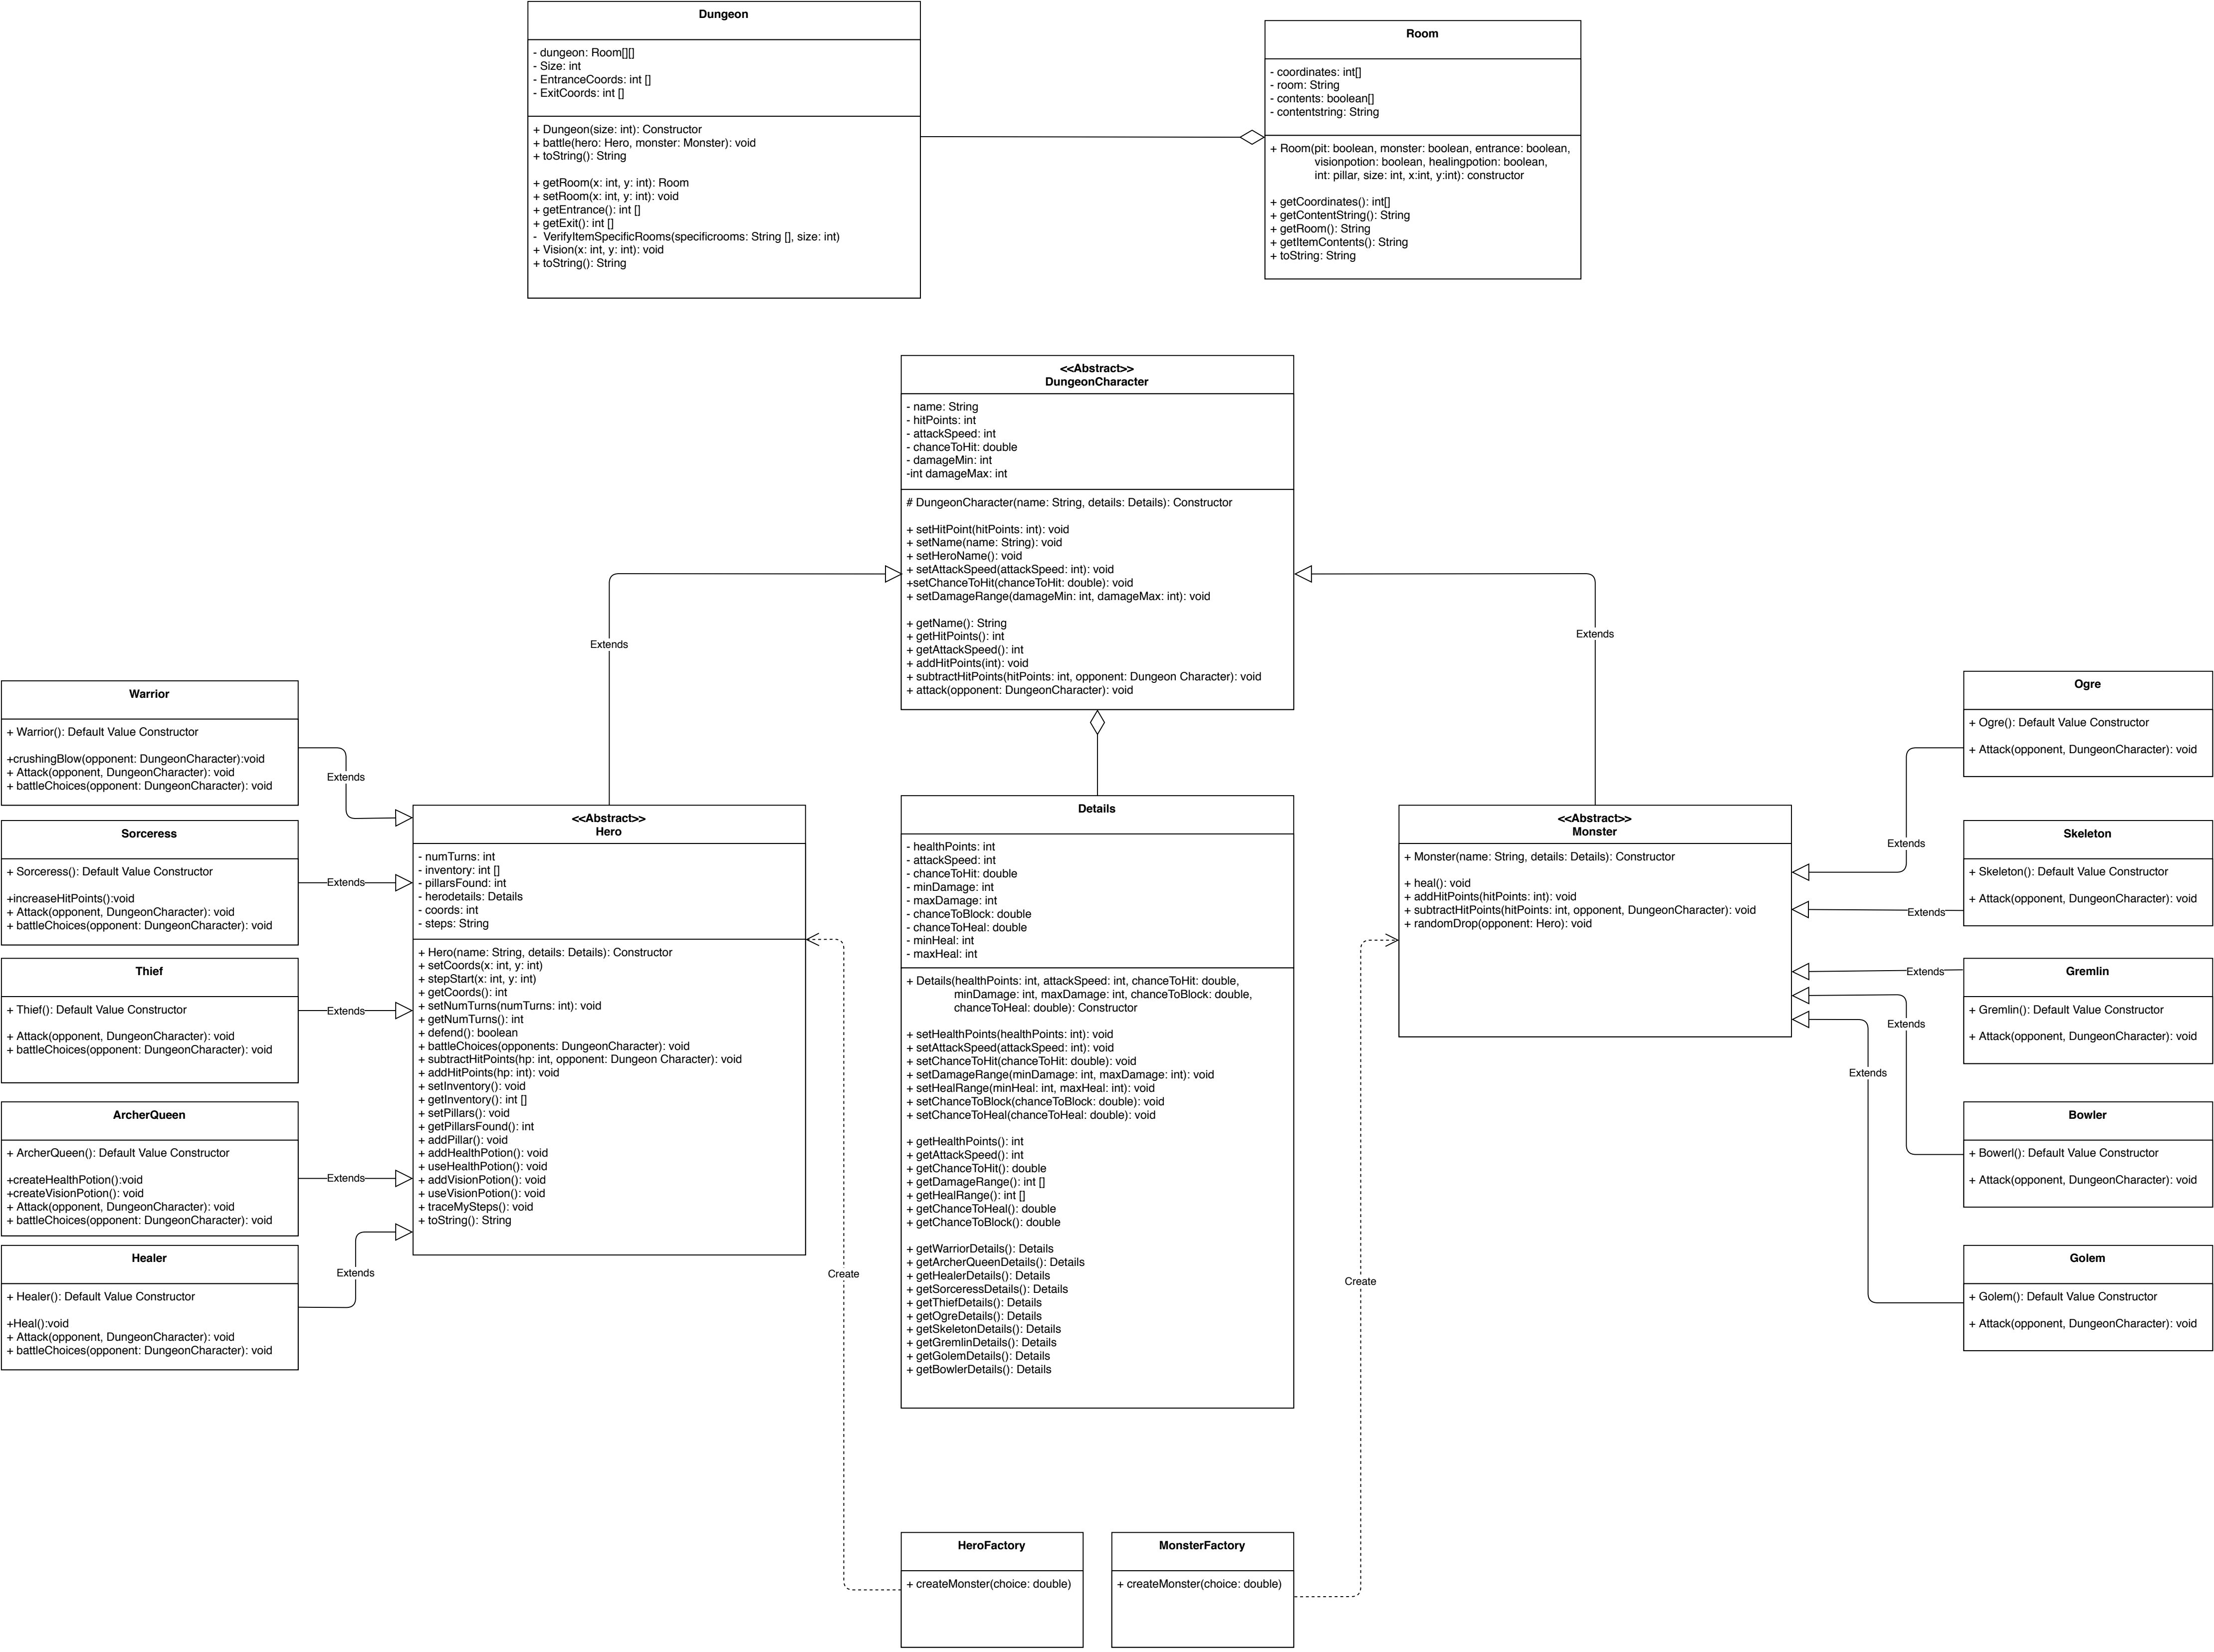 Dungeon
- dungeon: Room[][]
- Size: int
- EntranceCoords: int []
- ExitCoords: int []
+ Dungeon(size: int): Constructor
+ battle(hero: Hero, monster: Monster): void
+ toString(): String
+ getRoom(x: int, y: int): Room
+ setRoom(x: int, y: int): void
+ getEntrance(): int []
+ getExit(): int []
- VerifyItemSpecificRooms(specificrooms: String [], size: int)
+ Vision(x: int, y: int): void
+ toString(): String
Room
- coordinates: int[]
- room: String
- contents: boolean[]
- contentstring: String
+ Room(pit: boolean, monster: boolean, entrance: boolean,
visionpotion: boolean, healingpotion: boolean,
int: pillar, size: int, x:int, y:int): constructor
+ getCoordinates(): int[]
+ getContentString(): String
+ getRoom(): String
+ getItemContents(): String
+ toString: String
<<Abstract>>
DungeonCharacter
- name: String
- hitPoints: int
- attackSpeed: int
- chanceToHit: double
- damageMin: int
-int damageMax: int
# DungeonCharacter(name: String, details: Details): Constructor
+ setHitPoint(hitPoints: int): void
+ setName(name: String): void
+ setHeroName(): void
+ setAttackSpeed(attackSpeed: int): void
+setChanceToHit(chanceToHit: double): void
+ setDamageRange(damageMin: int, damageMax: int): void
+ getName(): String
+ getHitPoints(): int
+ getAttackSpeed(): int
+ addHitPoints(int): void
+ subtractHitPoints(hitPoints: int, opponent: Dungeon Character): void
+ attack(opponent: DungeonCharacter): void
Extends
Extends
Warrior
+ Warrior(): Default Value Constructor
+crushingBlow(opponent: DungeonCharacter):void
+ Attack(opponent, DungeonCharacter): void
+ battleChoices(opponent: DungeonCharacter): void
Extends
Sorceress
+ Sorceress(): Default Value Constructor
+increaseHitPoints():void
+ Attack(opponent, DungeonCharacter): void
+ battleChoices(opponent: DungeonCharacter): void
Extends
Thief
+ Thief(): Default Value Constructor
+ Attack(opponent, DungeonCharacter): void
+ battleChoices(opponent: DungeonCharacter): void
Extends
ArcherQueen
+ ArcherQueen(): Default Value Constructor
+createHealthPotion():void
+createVisionPotion(): void
+ Attack(opponent, DungeonCharacter): void
+ battleChoices(opponent: DungeonCharacter): void
Extends
Healer
+ Healer(): Default Value Constructor
+Heal():void
+ Attack(opponent, DungeonCharacter): void
+ battleChoices(opponent: DungeonCharacter): void
Extends
<<Abstract>>
Hero
- numTurns: int
- inventory: int []
- pillarsFound: int
- herodetails: Details
- coords: int
- steps: String
+ Hero(name: String, details: Details): Constructor
+ setCoords(x: int, y: int)
+ stepStart(x: int, y: int)
+ getCoords(): int
+ setNumTurns(numTurns: int): void
+ getNumTurns(): int
+ defend(): boolean
+ battleChoices(opponents: DungeonCharacter): void
+ subtractHitPoints(hp: int, opponent: Dungeon Character): void
+ addHitPoints(hp: int): void
+ setInventory(): void
+ getInventory(): int []
+ setPillars(): void
+ getPillarsFound(): int
+ addPillar(): void
+ addHealthPotion(): void
+ useHealthPotion(): void
+ addVisionPotion(): void
+ useVisionPotion(): void
+ traceMySteps(): void
+ toString(): String
Create
Details
- healthPoints: int
- attackSpeed: int
- chanceToHit: double
- minDamage: int
- maxDamage: int
- chanceToBlock: double
- chanceToHeal: double
- minHeal: int
- maxHeal: int
+ Details(healthPoints: int, attackSpeed: int, chanceToHit: double,
minDamage: int, maxDamage: int, chanceToBlock: double,
chanceToHeal: double): Constructor
+ setHealthPoints(healthPoints: int): void
+ setAttackSpeed(attackSpeed: int): void
+ setChanceToHit(chanceToHit: double): void
+ setDamageRange(minDamage: int, maxDamage: int): void
+ setHealRange(minHeal: int, maxHeal: int): void
+ setChanceToBlock(chanceToBlock: double): void
+ setChanceToHeal(chanceToHeal: double): void
+ getHealthPoints(): int
+ getAttackSpeed(): int
+ getChanceToHit(): double
+ getDamageRange(): int []
+ getHealRange(): int []
+ getChanceToHeal(): double
+ getChanceToBlock(): double
+ getWarriorDetails(): Details
+ getArcherQueenDetails(): Details
+ getHealerDetails(): Details
+ getSorceressDetails(): Details
+ getThiefDetails(): Details
+ getOgreDetails(): Details
+ getSkeletonDetails(): Details
+ getGremlinDetails(): Details
+ getGolemDetails(): Details
+ getBowlerDetails(): Details
Create
<<Abstract>>
Monster
+ Monster(name: String, details: Details): Constructor
+ heal(): void
+ addHitPoints(hitPoints: int): void
+ subtractHitPoints(hitPoints: int, opponent, DungeonCharacter): void
+ randomDrop(opponent: Hero): void
Extends
Extends
Extends
Extends
Extends
Ogre
+ Ogre(): Default Value Constructor
+ Attack(opponent, DungeonCharacter): void
Skeleton
+ Skeleton(): Default Value Constructor
+ Attack(opponent, DungeonCharacter): void
Gremlin
+ Gremlin(): Default Value Constructor
+ Attack(opponent, DungeonCharacter): void
Bowler
+ Bowerl(): Default Value Constructor
+ Attack(opponent, DungeonCharacter): void
Golem
+ Golem(): Default Value Constructor
+ Attack(opponent, DungeonCharacter): void
HeroFactory
+ createMonster(choice: double)
MonsterFactory
+ createMonster(choice: double)